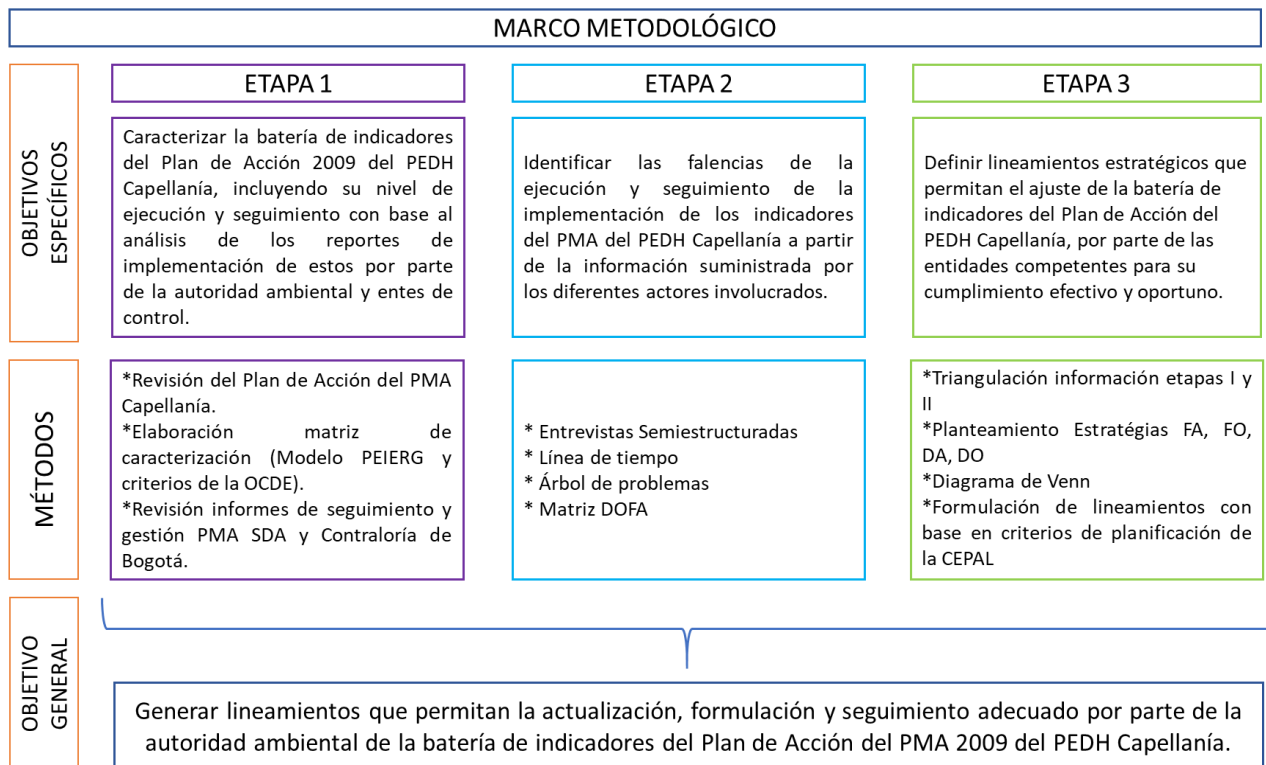 MARCO METODOLÓGICO
OBJETIVOS
ESPECÍFICOS
ETAPA 1
Caracterizar la batería de indicadores
del Plan de Acción 2009 del PEDH
Capellanía, incluyendo su nivel de
ejecución y seguimiento con base al
análisis de los reportes de
implementación de estos por parte
de la autoridad ambiental y entes de
control.
ETAPA 2
Identificar las falencias de la
ejecución y seguimiento de la
implementación de los indicadores
del PMA del PEDH Capellanía a partir
de la información suministrada por
los diferentes actores involucrados.
ETAPA 3
Definir lineamientos estratégicos que
permitan el ajuste de la batería de
indicadores del Plan de Acción del
PEDH Capellanía, por parte de las
entidades competentes para su
cumplimiento efectivo y oportuno.
MÉTODOS
*Revisión del Plan de Acción del PMA
Capellanía.
*Elaboración matriz de
caracterización (Modelo PEIERG y
criterios de la OCDE).
*Revisión informes de seguimiento y
gestión PMA SDA y Contraloría de
Bogotá.
* Entrevistas Semiestructuradas
* Línea de tiempo
* Árbol de problemas
* Matriz DOFA
*Triangulación información etapas I y
II
*Planteamiento Estratégias FA, FO,
DA, DO
*Diagrama de Venn
*Formulación de lineamientos con
base en criterios de planificación de
la CEPAL
OBJETIVO
GENERAL
Generar lineamientos que permitan la actualización, formulación y seguimiento adecuado por parte de la
autoridad ambiental de la batería de indicadores del Plan de Acción del PMA 2009 del PEDH Capellanía.